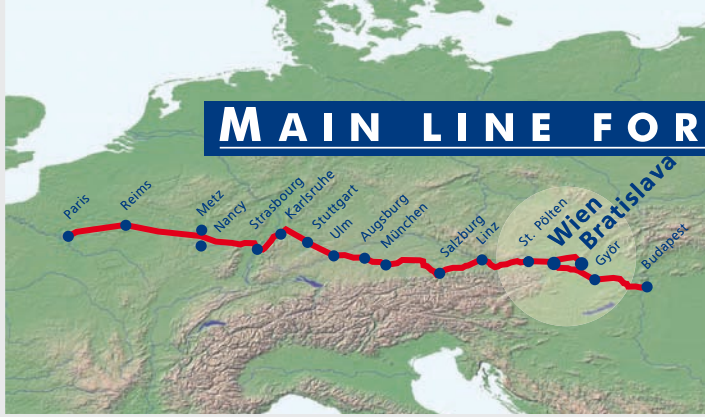 MAIN LINE FOR
Paris
Reims
Metz
Nancy
Strasbourg
Karlsruhe
Stuttgart
Ulm
Augsburg
München
Salzburg
Linz
St. Pölten
Wien
Bratislava
Györ
Budapest